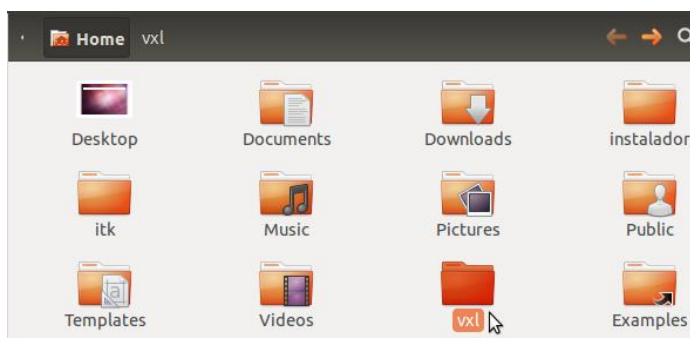 Home vxl
Desktop Documents Downloads instalador
itk Music Pictures Public
Templates Videos vxl Examples